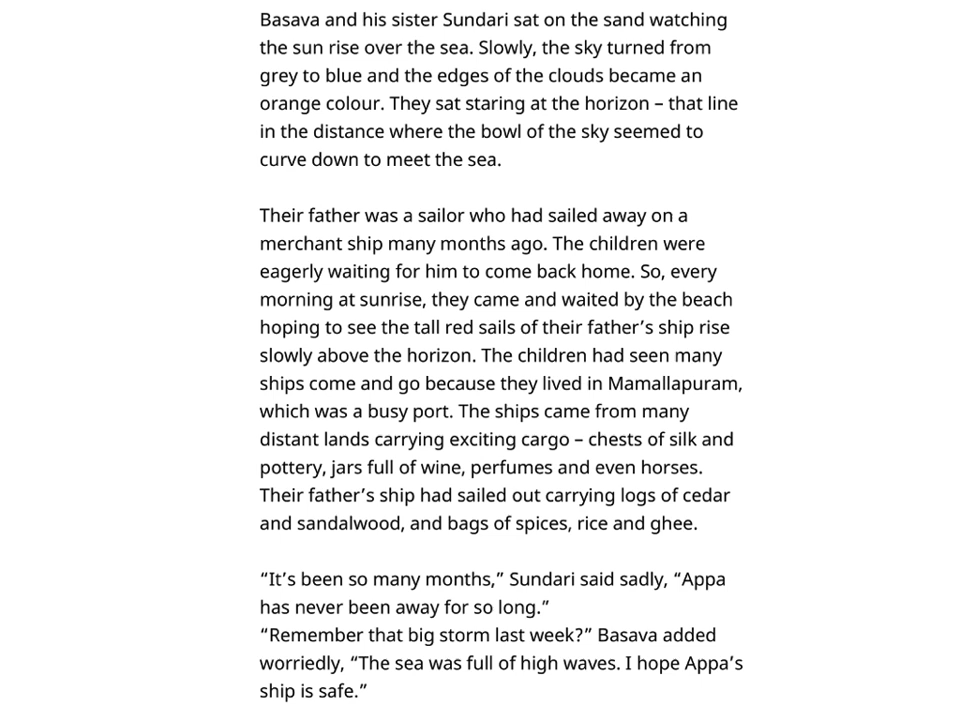 Basava and his sister Sundari sat on the sand watching
the sun rise over the sea. Slowly, the sky turned from
grey to blue and the edges of the clouds became an
orange colour. They sat staring at the horizon – that line
in the distance where the bowl of the sky seemed to
curve down to meet the sea.

Their father was a sailor who had sailed away on a
merchant ship many months ago. The children were
eagerly waiting for him to come back home. So, every
morning at sunrise, they came and waited by the beach
hoping to see the tall red sails of their father’s ship rise
slowly above the horizon. The children had seen many
ships come and go because they lived in Mamallapuram,
which was a busy port. The ships came from many
distant lands carrying exciting cargo – chests of silk and
pottery, jars full of wine, perfumes and even horses.
Their father’s ship had sailed out carrying logs of cedar
and sandalwood, and bags of spices, rice and ghee.

“It’s been so many months,” Sundari said sadly, “Appa
has never been away for so long.”
“Remember that big storm last week?” Basava added
worriedly, “The sea was full of high waves. I hope Appa’s
ship is safe.”